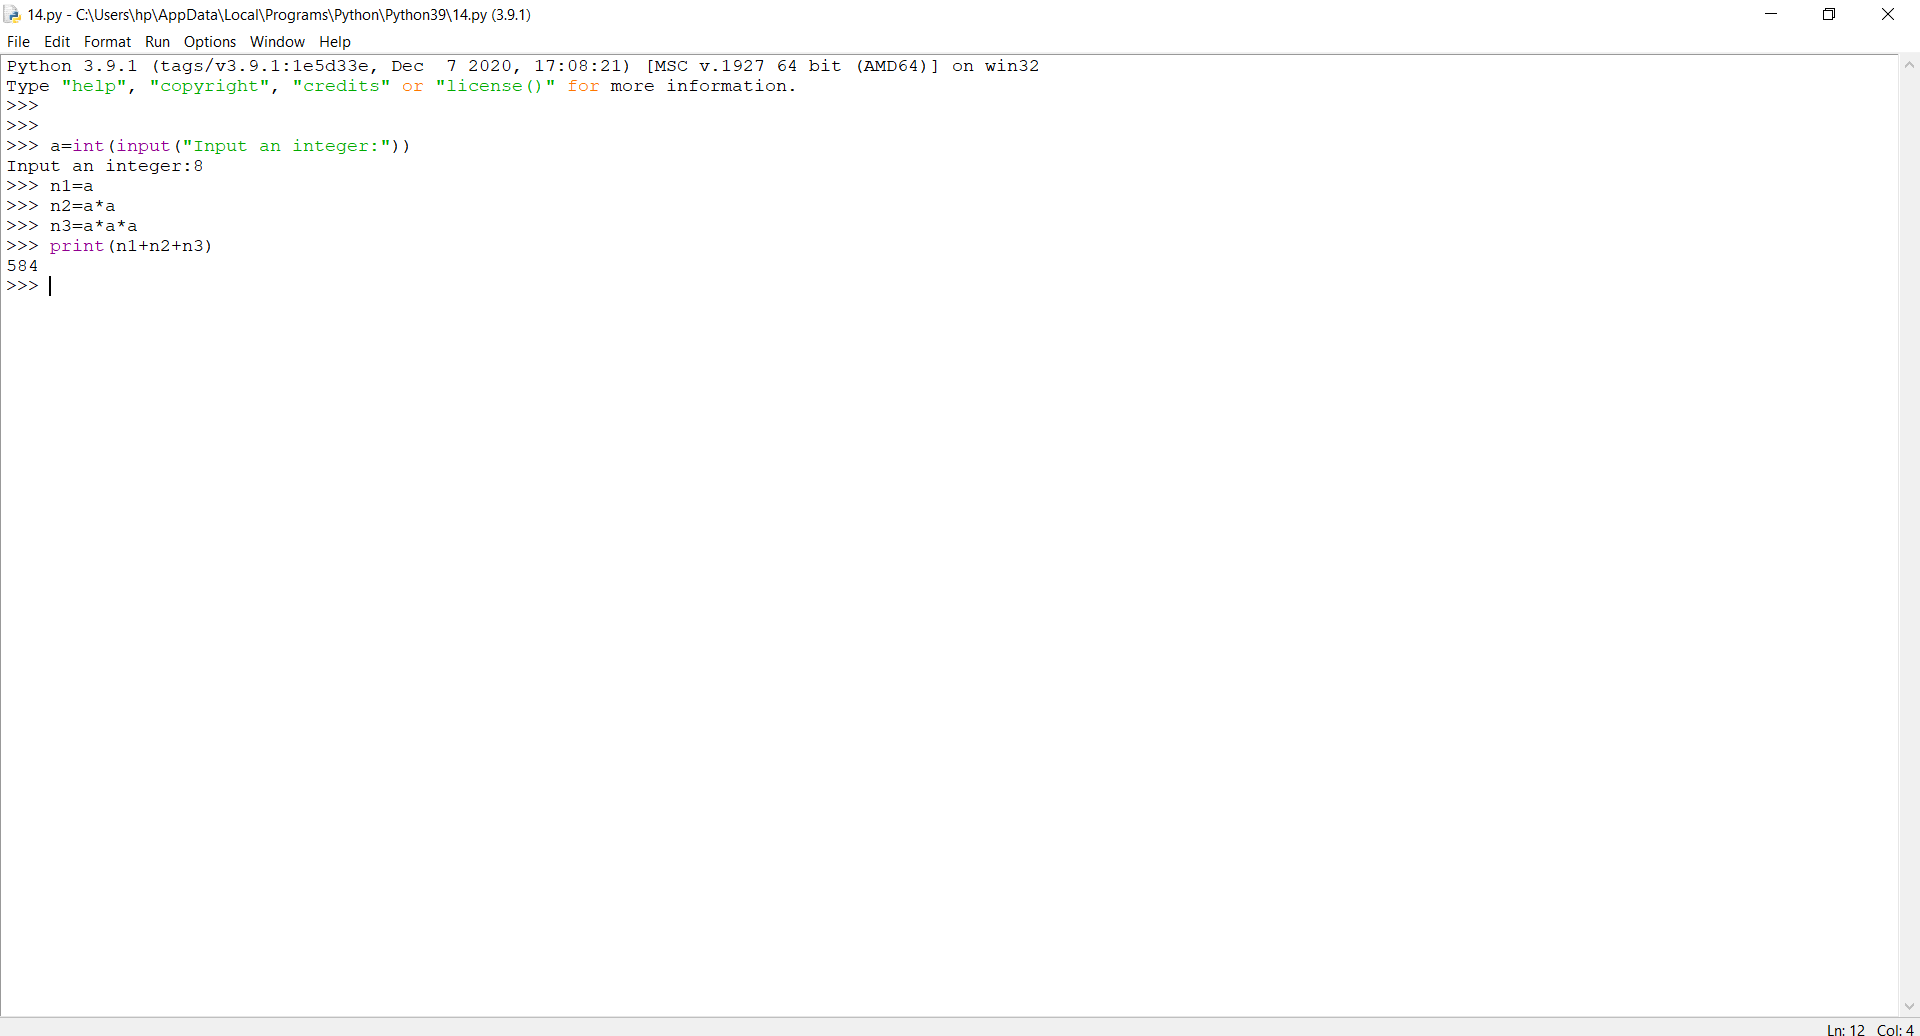 14.py - C:\Users\hp\AppData\Local\Programs\Python\Python39\14.py (3.9.1)
File Edit Format Run Options Window Help
Python 3.9.1 (tags/v3.9.1:1e5d33e, Dec  7 2020, 17:08:21) [MSC v.1927 64 bit (AMD64)] on win32
Type "help", "copyright", "credits" or "license()" for more information.
>>>
>>>
>>> a=int(input("Input an integer:"))
Input an integer:8
>>> n1=a
>>> n2=a*a
>>> n3=a*a*a
>>> print(n1+n2+n3)
584
>>>
Ln: 12 Col: 4